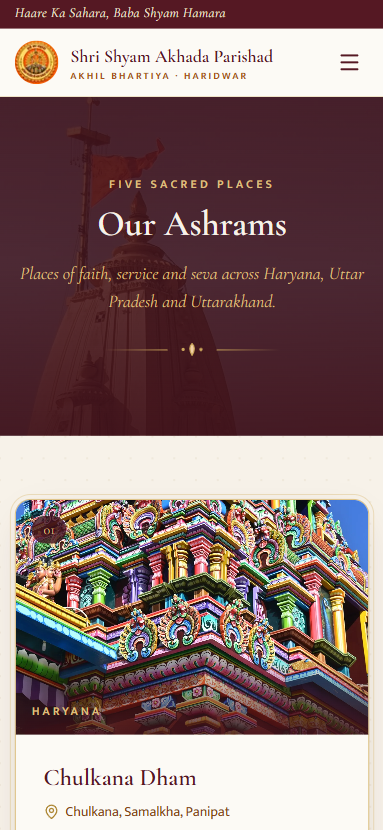 Haare Ka Sahara, Baba Shyam Hamara
Shri Shyam Akhada Parishad
AKHIL BHARTIYA · HARIDWAR
FIVE SACRED PLACES
Our Ashrams
Places of faith, service and seva across Haryana, Uttar
Pradesh and Uttarakhand.
01
HARYANA
Chulkana Dham
Chulkana, Samalkha, Panipat